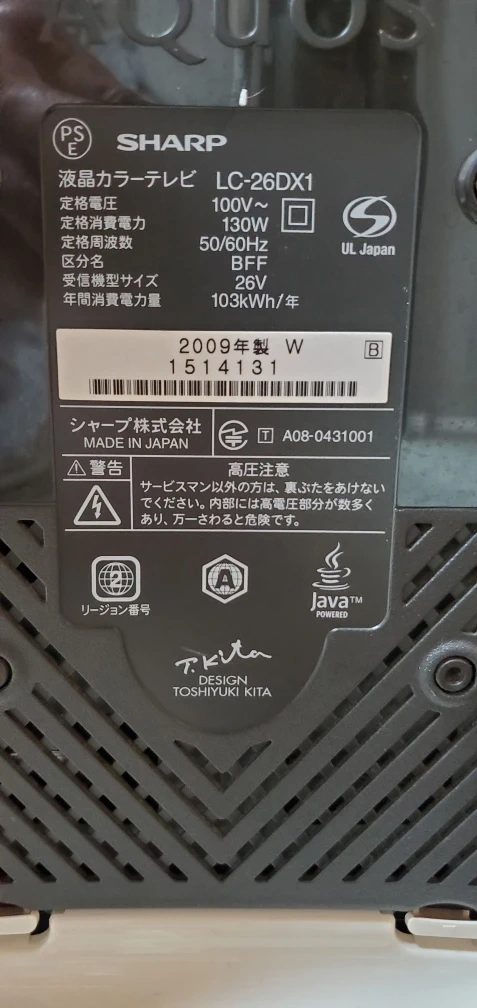 AQUOS
PS
E
SHARP
液晶カラーテレビ LC-26DX1
定格電圧 100V～
定格消費電力 130W
定格周波数 50/60Hz
区分名 BFF
受信機型サイズ 26V
年間消費電力量 103kWh/年
UL Japan
2009年製 W
B
1514131
シャープ株式会社
MADE IN JAPAN
T A08-0431001
警告
高圧注意
サービスマン以外の方は、裏ぶたをあけない
でください。内部には高電圧部分が数多く
あり、万一さわると危険です。
2
リージョン番号
A
Java™
POWERED
T.Kita
DESIGN
TOSHIYUKI KITA